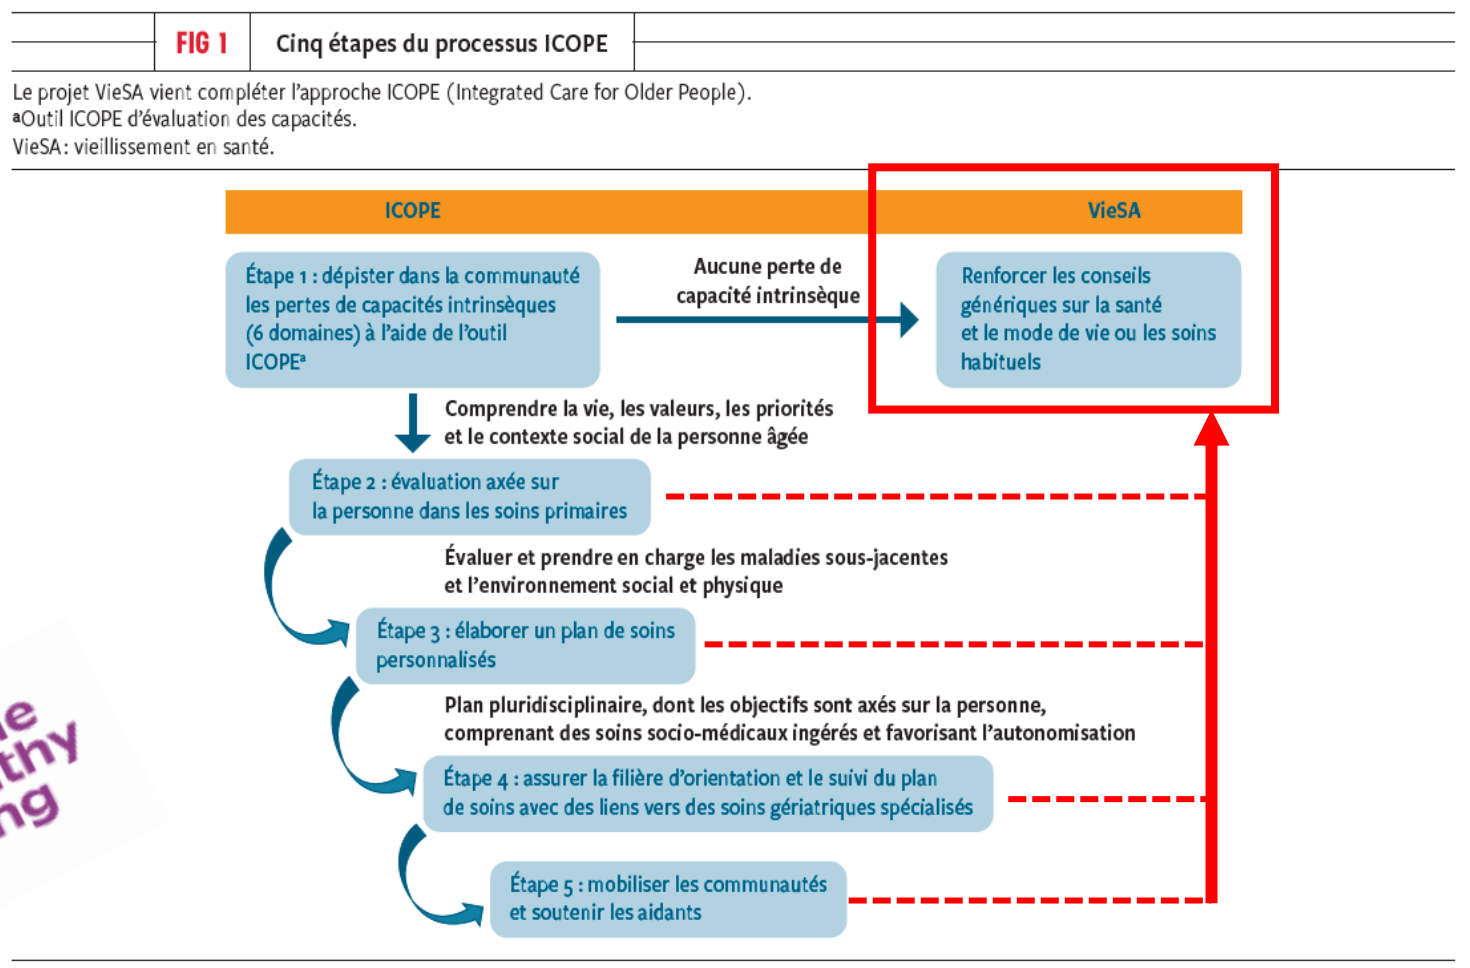 FIG 1
Cinq étapes du processus ICOPE
Le projet VieSA vient compléter l'approche ICOPE (Integrated Care for Older People).
ªOutil ICOPE d'évaluation des capacités.
VieSA : vieillissement en santé.
ICOPE
VieSA
Étape 1 : dépister dans la communauté
les pertes de capacités intrinsèques
(6 domaines) à l'aide de l'outil
ICOPEª
Aucune perte de
capacité intrinsèque
Renforcer les conseils
génériques sur la santé
et le mode de vie ou les soins
habituels
Comprendre la vie, les valeurs, les priorités
et le contexte social de la personne âgée
Étape 2 : évaluation axée sur
la personne dans les soins primaires
Évaluer et prendre en charge les maladies sous-jacentes
et l'environnement social et physique
Étape 3 : élaborer un plan de soins
personnalisés
Plan pluridisciplinaire, dont les objectifs sont axés sur la personne,
comprenant des soins socio-médicaux ingérés et favorisant l'autonomisation
Étape 4 : assurer la filière d'orientation et le suivi du plan
de soins avec des liens vers des soins gériatriques spécialisés
Étape 5 : mobiliser les communautés
et soutenir les aidants